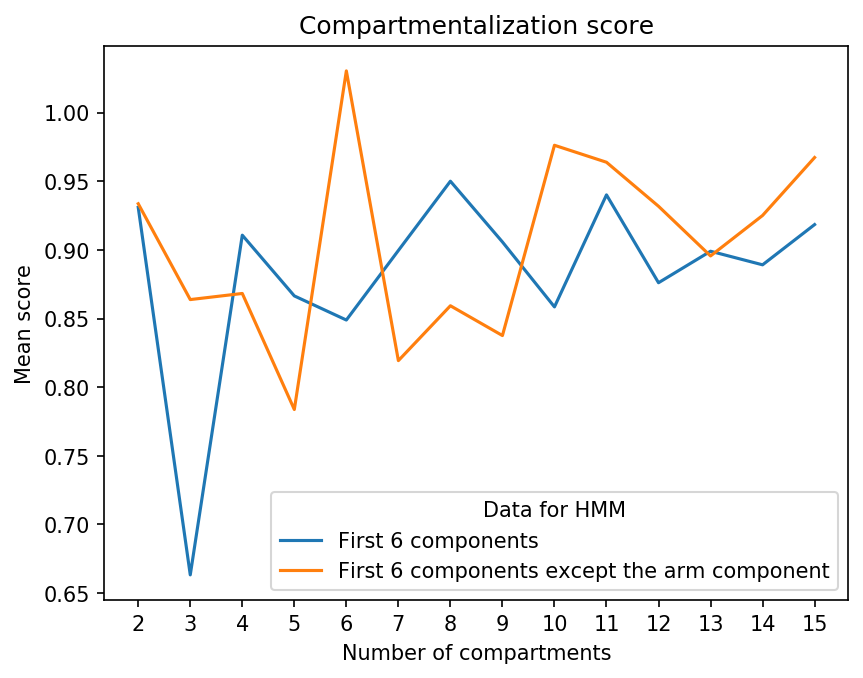 Compartmentalization score
Mean score
1.00
0.95
0.90
0.85
0.80
0.75
0.70
0.65
Data for HMM
First 6 components
First 6 components except the arm component
2 3 4 5 6 7 8 9 10 11 12 13 14 15
Number of compartments